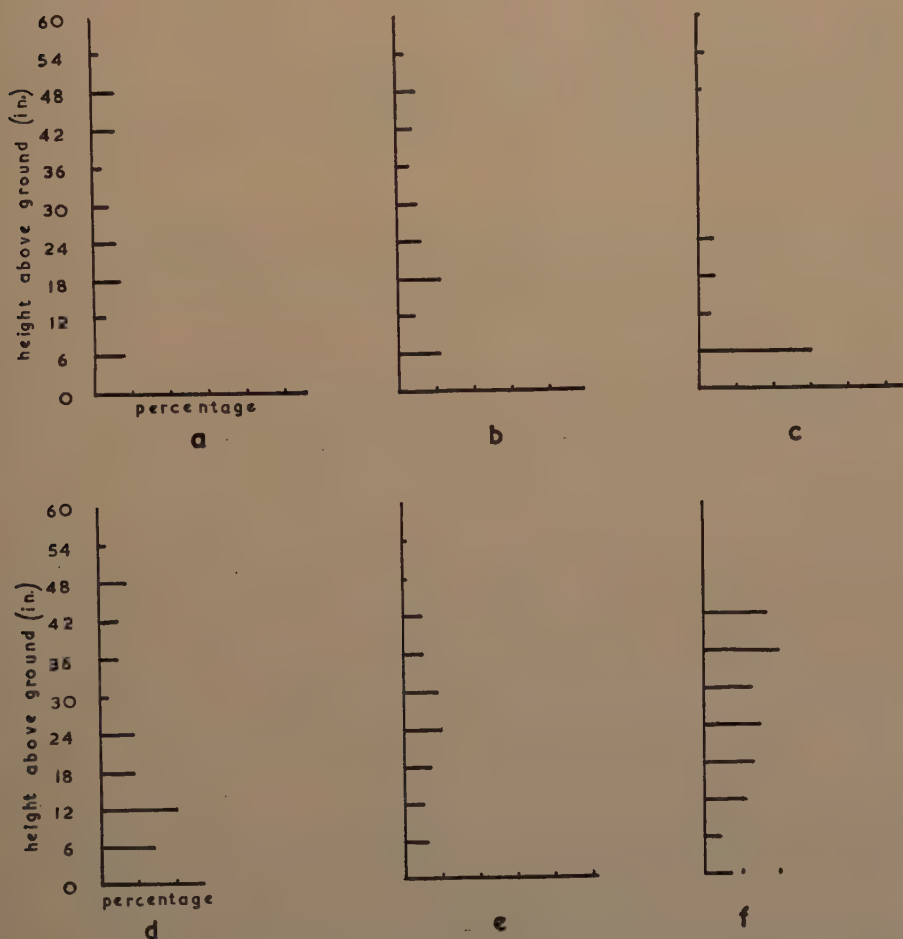 60
54
48
42
36
30
24
18
12
6
0
height above ground (in.)
percentage
a
b
c
60
54
48
42
36
30
24
18
12
6
0
height above ground (in.)
percentage
d
e
f